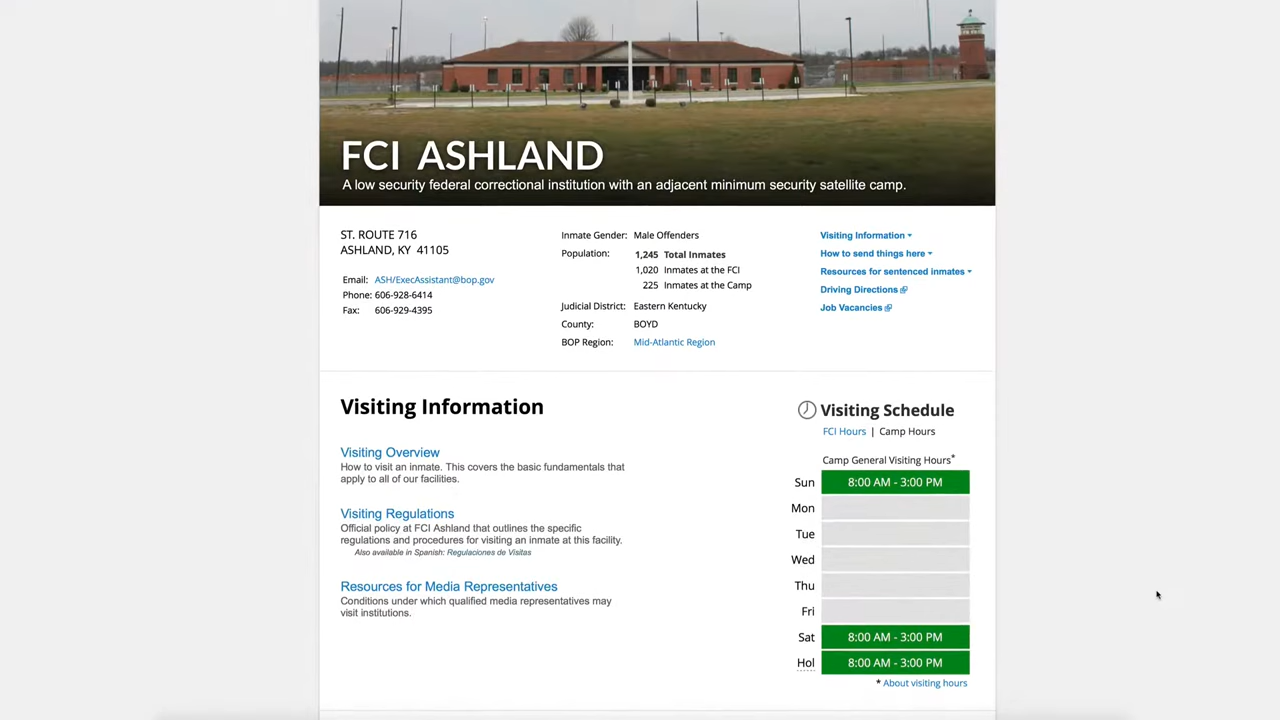 FCI ASHLAND
A low security federal correctional institution with an adjacent minimum security satellite camp.
ST. ROUTE 716
ASHLAND, KY 41105
Email: ASH/ExecAssistant@bop.gov
Phone: 606-928-6414
Fax: 606-929-4395
Inmate Gender: Male Offenders
Population: 1,245 Total Inmates
1,020 Inmates at the FCI
225 Inmates at the Camp
Judicial District: Eastern Kentucky
County: BOYD
BOP Region: Mid-Atlantic Region
Visiting Information
How to send things here
Resources for sentenced inmates
Driving Directions
Job Vacancies
Visiting Information
Visiting Overview
How to visit an inmate. This covers the basic fundamentals that
apply to all of our facilities.
Visiting Regulations
Official policy at FCI Ashland that outlines the specific
regulations and procedures for visiting an inmate at this facility.
Also available in Spanish: Regulaciones de Visitas
Resources for Media Representatives
Conditions under which qualified media representatives may
visit institutions.
Visiting Schedule
FCI Hours | Camp Hours
Camp General Visiting Hours*
Sun 8:00 AM - 3:00 PM
Mon
Tue
Wed
Thu
Fri
Sat 8:00 AM - 3:00 PM
Hol 8:00 AM - 3:00 PM
* About visiting hours